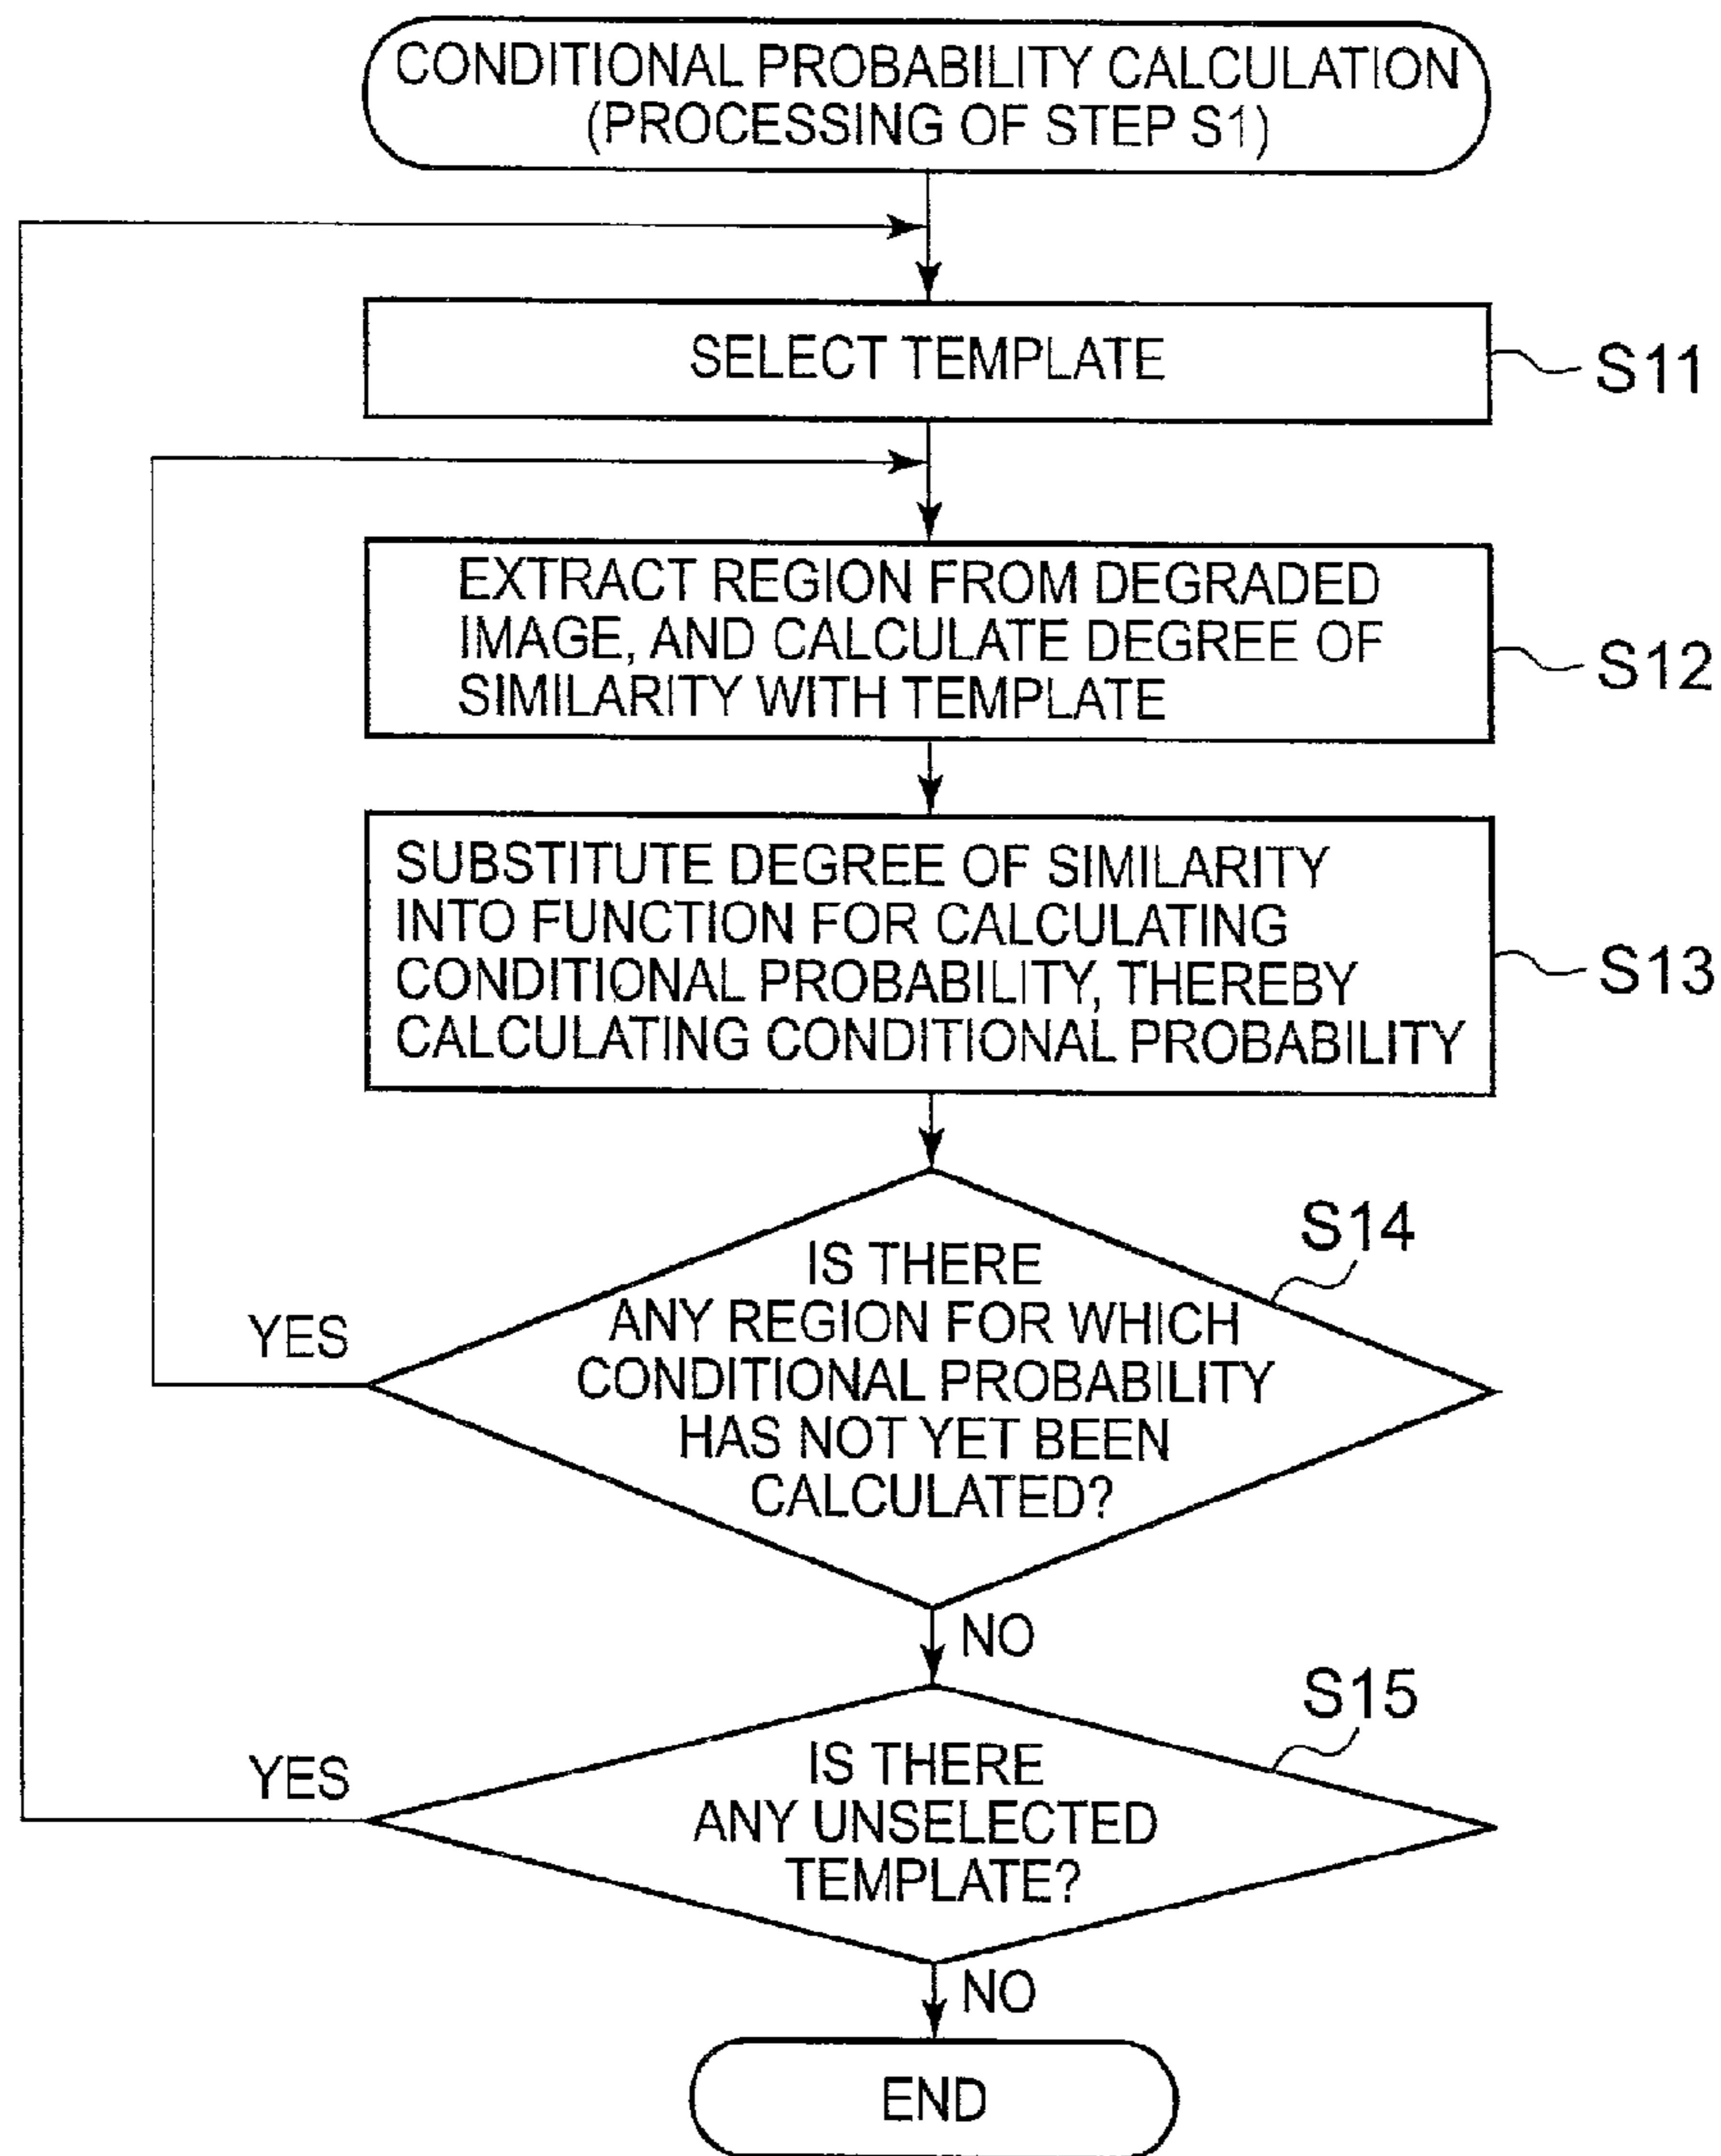 CONDITIONAL PROBABILITY CALCULATION
(PROCESSING OF STEP S1)
SELECT TEMPLATE
S11
EXTRACT REGION FROM DEGRADED
IMAGE, AND CALCULATE DEGREE OF
SIMILARITY WITH TEMPLATE
S12
SUBSTITUTE DEGREE OF SIMILARITY
INTO FUNCTION FOR CALCULATING
CONDITIONAL PROBABILITY, THEREBY
CALCULATING CONDITIONAL PROBABILITY
S13
S14
IS THERE
ANY REGION FOR WHICH
CONDITIONAL PROBABILITY
HAS NOT YET BEEN
CALCULATED?
YES
NO
S15
IS THERE
ANY UNSELECTED
TEMPLATE?
YES
NO
END